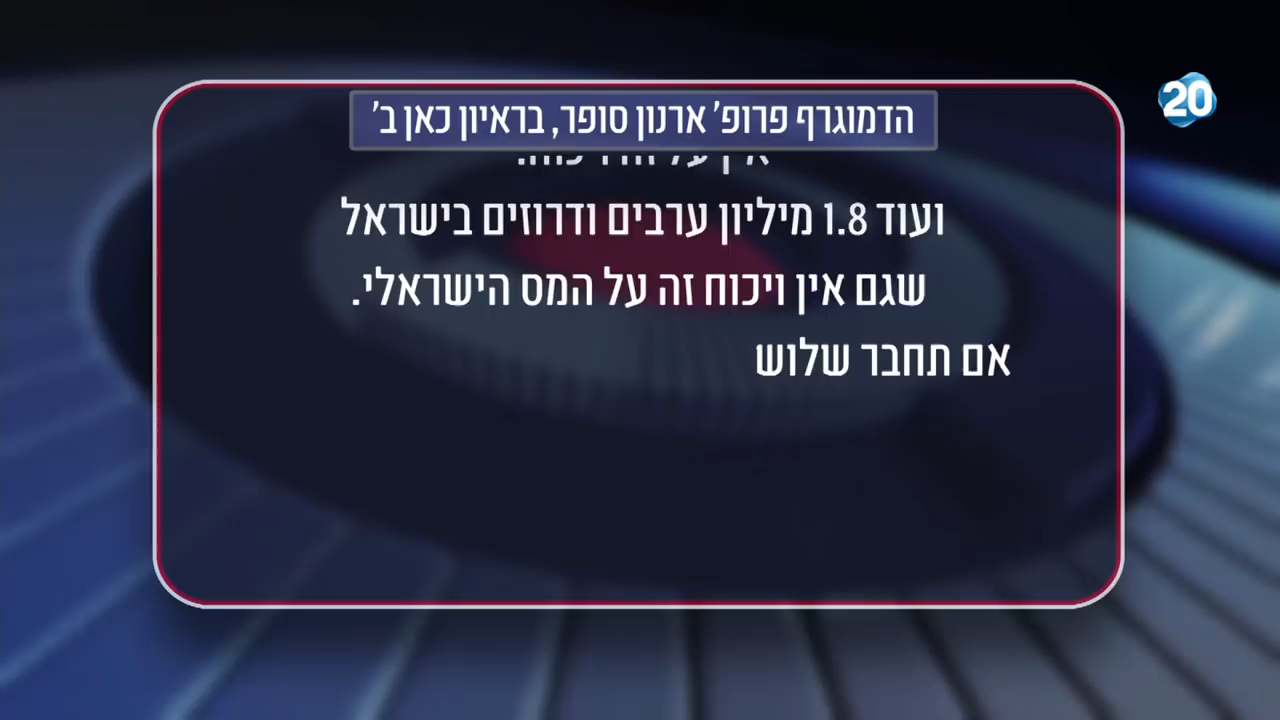 20
הדמוגרף פרופ' ארנון סופר, בראיון כאן ב'
ועוד 1.8 מיליון ערבים ודרוזים בישראל
שגם אין ויכוח זה על המס הישראלי.
אם תחבר שלוש